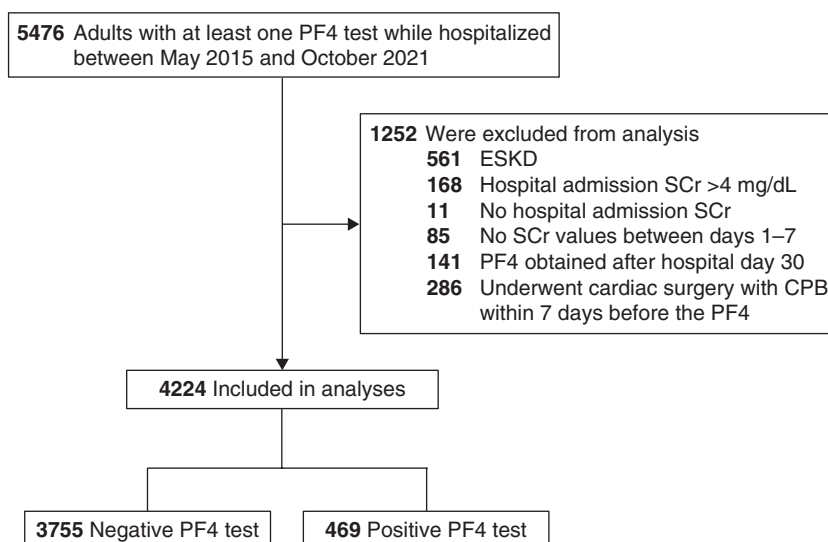 5476 Adults with at least one PF4 test while hospitalized
between May 2015 and October 2021
1252 Were excluded from analysis
561 ESKD
168 Hospital admission SCr >4 mg/dL
11 No hospital admission SCr
85 No SCr values between days 1–7
141 PF4 obtained after hospital day 30
286 Underwent cardiac surgery with CPB
within 7 days before the PF4
4224 Included in analyses
3755 Negative PF4 test
469 Positive PF4 test